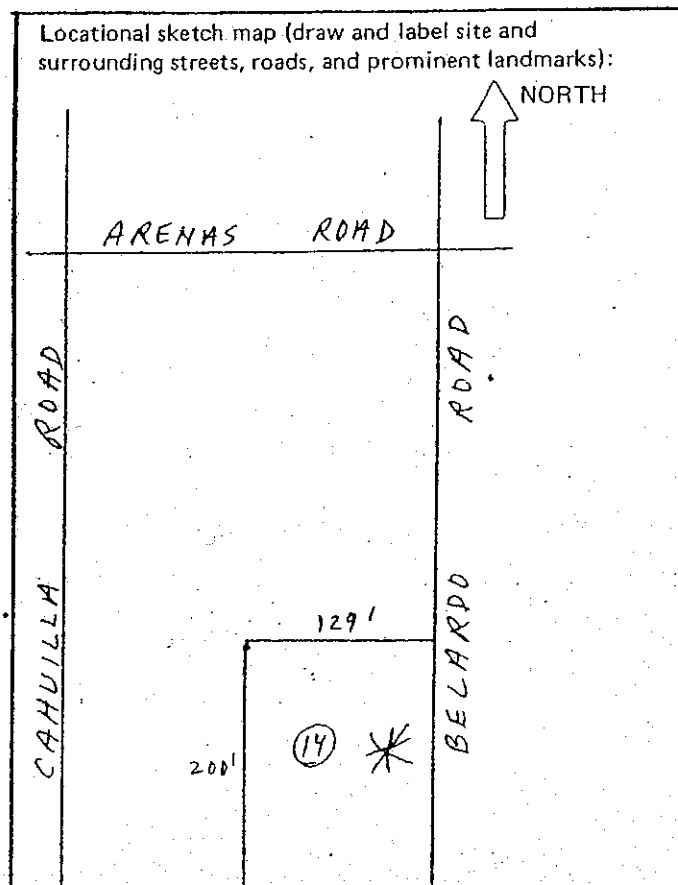 Locational sketch map (draw and label site and
surrounding streets, roads, and prominent landmarks):
NORTH
ARENAS ROAD
CAHUILLA ROAD
BELARDO ROAD
129'
200'
14